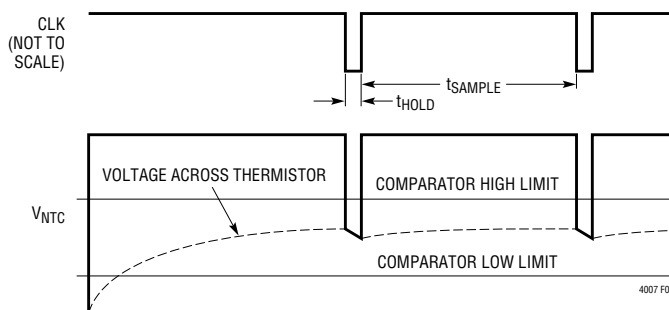 CLK
(NOT TO
SCALE)
tSAMPLE
tHOLD
VOLTAGE ACROSS THERMISTOR
COMPARATOR HIGH LIMIT
VNTC
COMPARATOR LOW LIMIT
4007 F0